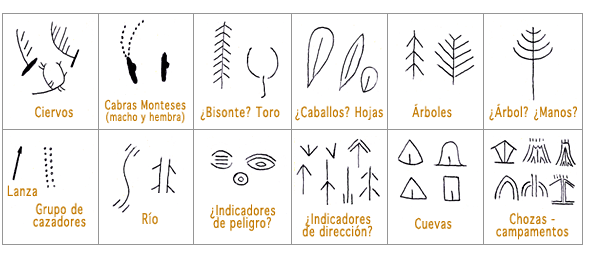 Ciervos
Cabras Monteses
(macho y hembra)
¿Bisonte? Toro
¿Caballos? Hojas
Árboles
¿Árbol? ¿Manos?
Lanza
Grupo de
cazadores
Río
¿Indicadores
de peligro?
¿Indicadores
de dirección?
Cuevas
Chozas -
campamentos